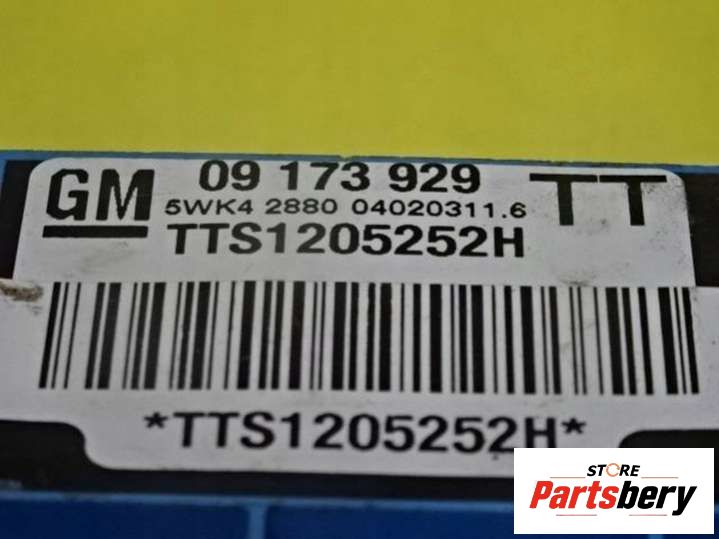 GM 09 173 929 TT
5WK4 2880 04020311.6
TTS1205252H
*TTS1205252H*
STORE
Partsbery